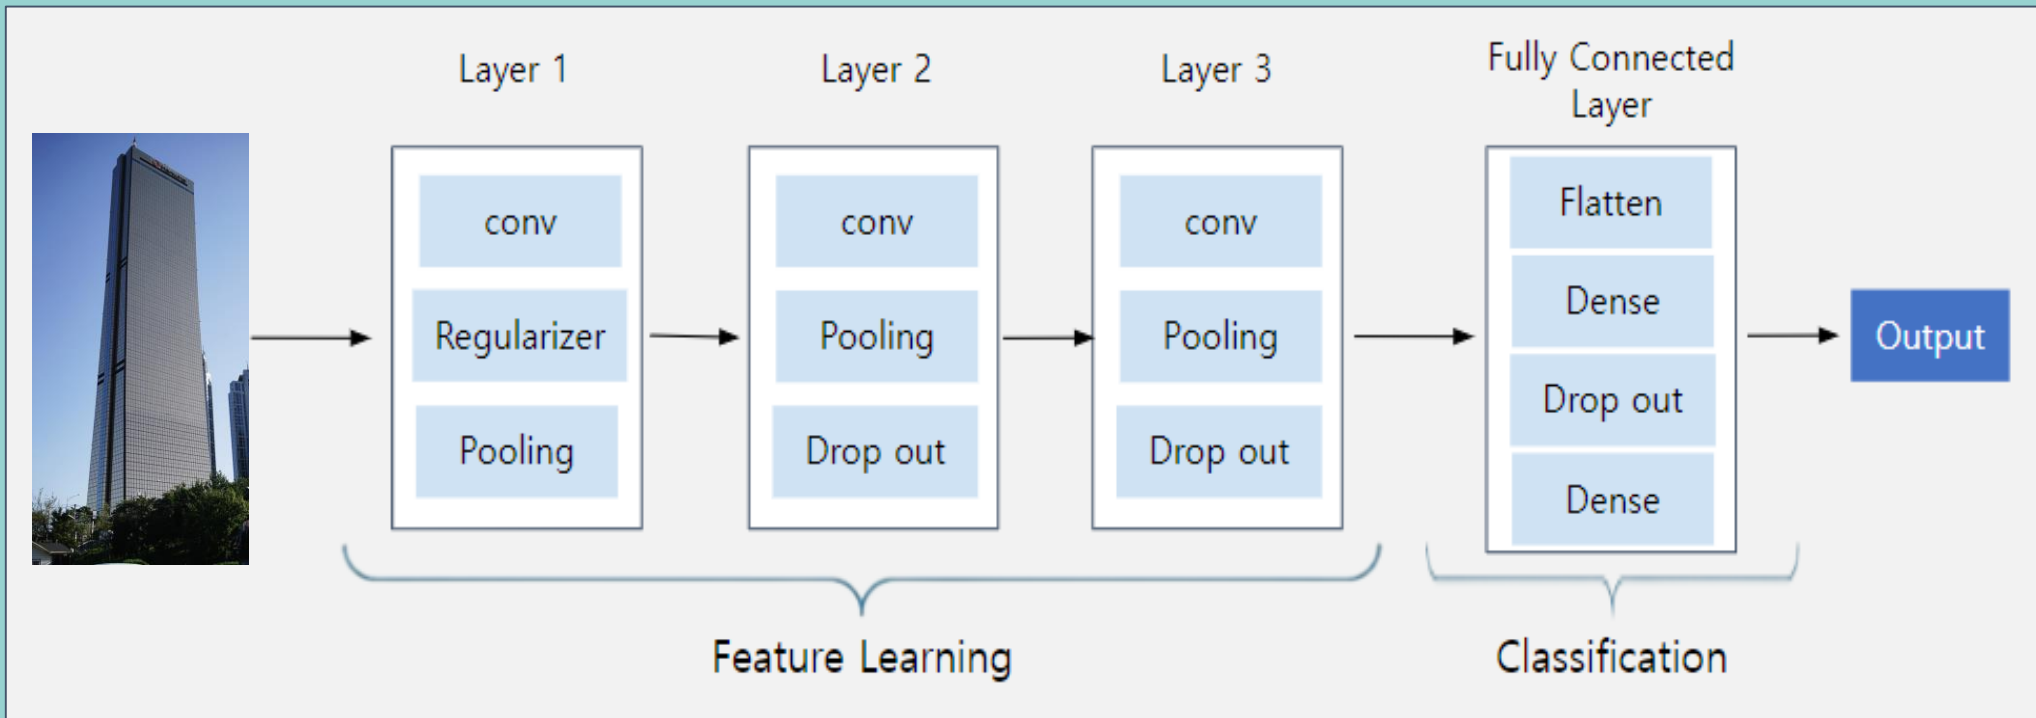 Layer 1
conv
Regularizer
Pooling
Layer 2
conv
Pooling
Drop out
Layer 3
conv
Pooling
Drop out
Fully Connected
Layer
Flatten
Dense
Drop out
Dense
Output
Feature Learning
Classification